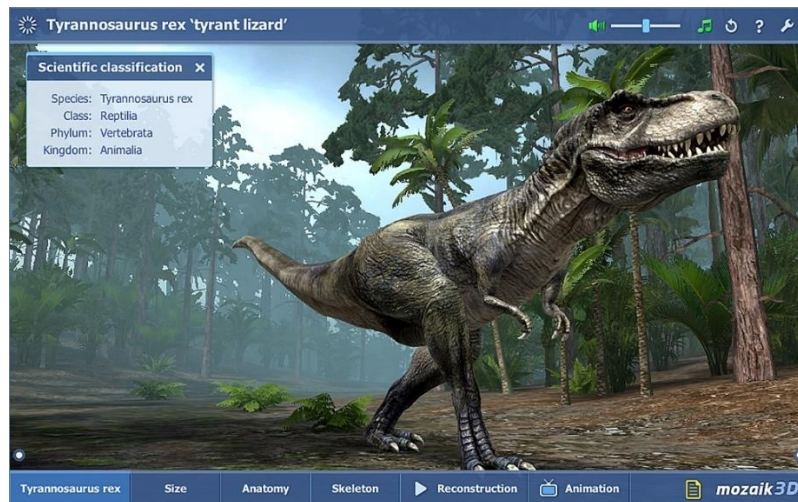 Tyrannosaurus rex ‘tyrant lizard’
?
Scientific classification ×
Species: Tyrannosaurus rex
Class: Reptilia
Phylum: Vertebrata
Kingdom: Animalia
Tyrannosaurus rex
Size
Anatomy
Skeleton
Reconstruction
Animation
mozaik3D